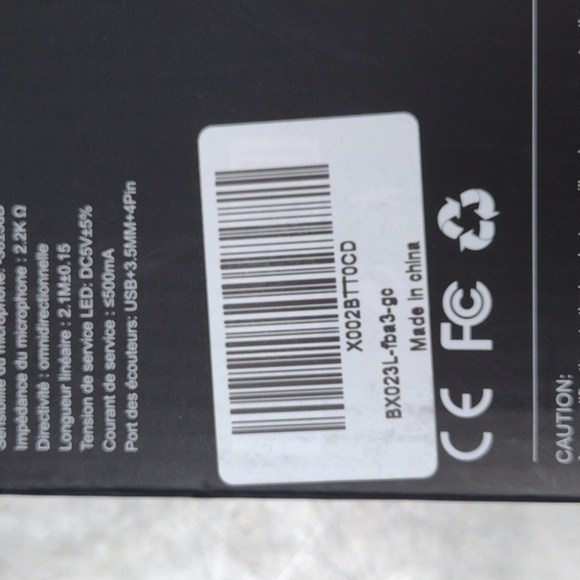 Impédance du microphone : 2.2K Ω
Directivité : omnidirectionnelle
Longueur linéaire : 2.1M±0.15
Tension de service LED: DC5V±5%
Courant de service : ≤500mA
Port des écouteurs: USB+3.5MM+4Pin
X002BTT0CD
BX023L-fba3-gc
Made in china
CE FC
CAUTION: